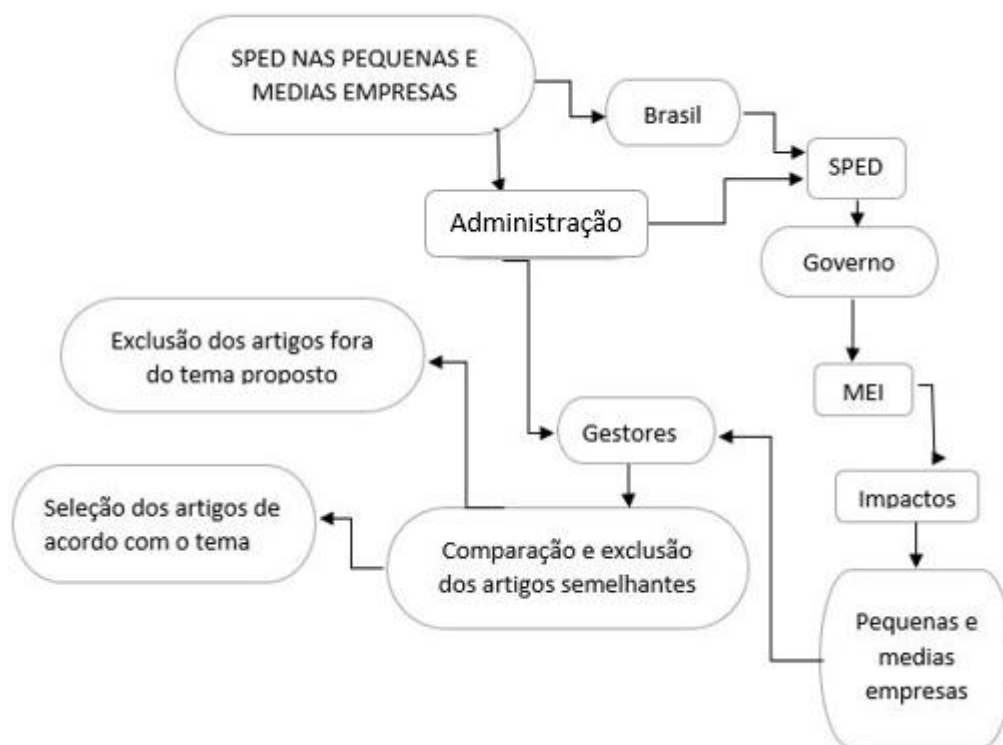 SPED NAS PEQUENAS E
MEDIAS EMPRESAS
Brasil
SPED
Administração
Governo
Exclusão dos artigos fora
do tema proposto
MEI
Gestores
Seleção dos artigos de
acordo com o tema
Impactos
Comparação e exclusão
dos artigos semelhantes
Pequenas e
medias
empresas